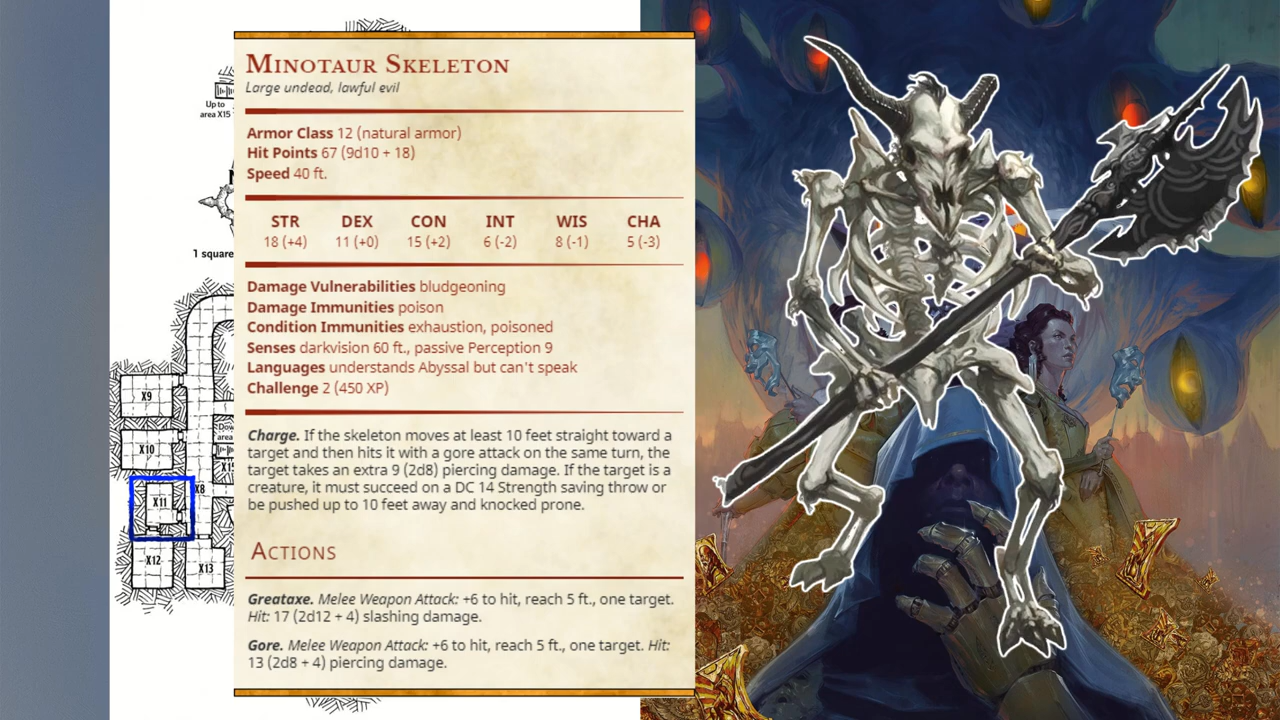 Up to
area X15
1 square
X9
X10
X11
X12
X13
X8
MINOTAUR SKELETON
Large undead, lawful evil
Armor Class 12 (natural armor)
Hit Points 67 (9d10 + 18)
Speed 40 ft.
STR DEX CON INT WIS CHA
18 (+4) 11 (+0) 15 (+2) 6 (-2) 8 (-1) 5 (-3)
Damage Vulnerabilities bludgeoning
Damage Immunities poison
Condition Immunities exhaustion, poisoned
Senses darkvision 60 ft., passive Perception 9
Languages understands Abyssal but can't speak
Challenge 2 (450 XP)
Charge. If the skeleton moves at least 10 feet straight toward a
target and then hits it with a gore attack on the same turn, the
target takes an extra 9 (2d8) piercing damage. If the target is a
creature, it must succeed on a DC 14 Strength saving throw or
be pushed up to 10 feet away and knocked prone.
ACTIONS
Greataxe. Melee Weapon Attack: +6 to hit, reach 5 ft., one target.
Hit: 17 (2d12 + 4) slashing damage.
Gore. Melee Weapon Attack: +6 to hit, reach 5 ft., one target. Hit:
13 (2d8 + 4) piercing damage.